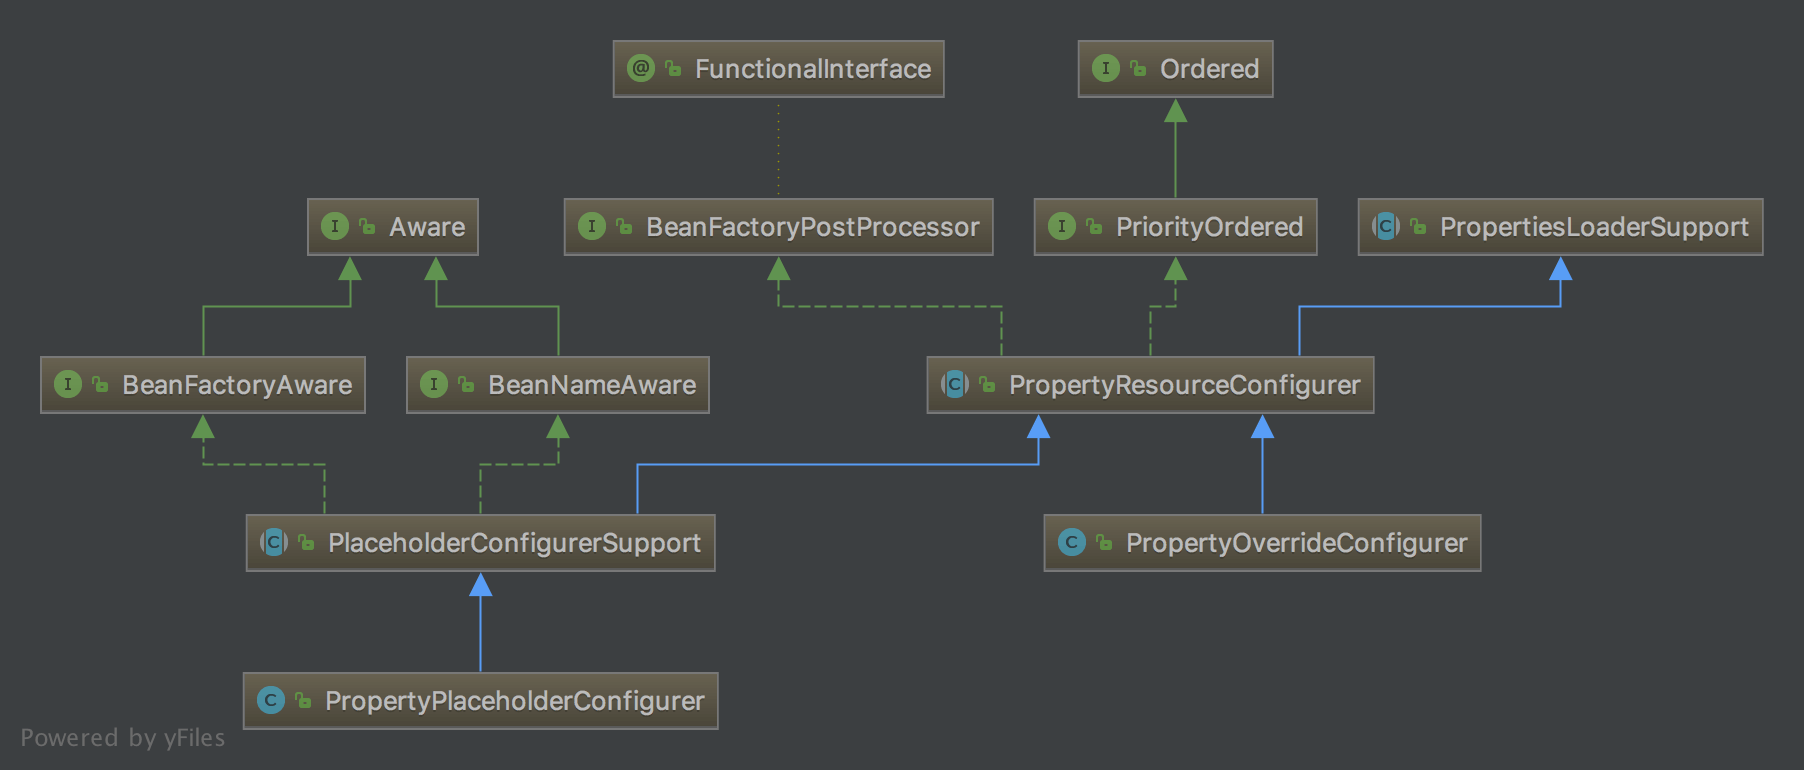 @ FunctionalInterface
I Ordered
I Aware
I BeanFactoryPostProcessor
I PriorityOrdered
C PropertiesLoaderSupport
I BeanFactoryAware
I BeanNameAware
C PropertyResourceConfigurer
C PlaceholderConfigurerSupport
C PropertyOverrideConfigurer
C PropertyPlaceholderConfigurer
Powered by yFiles